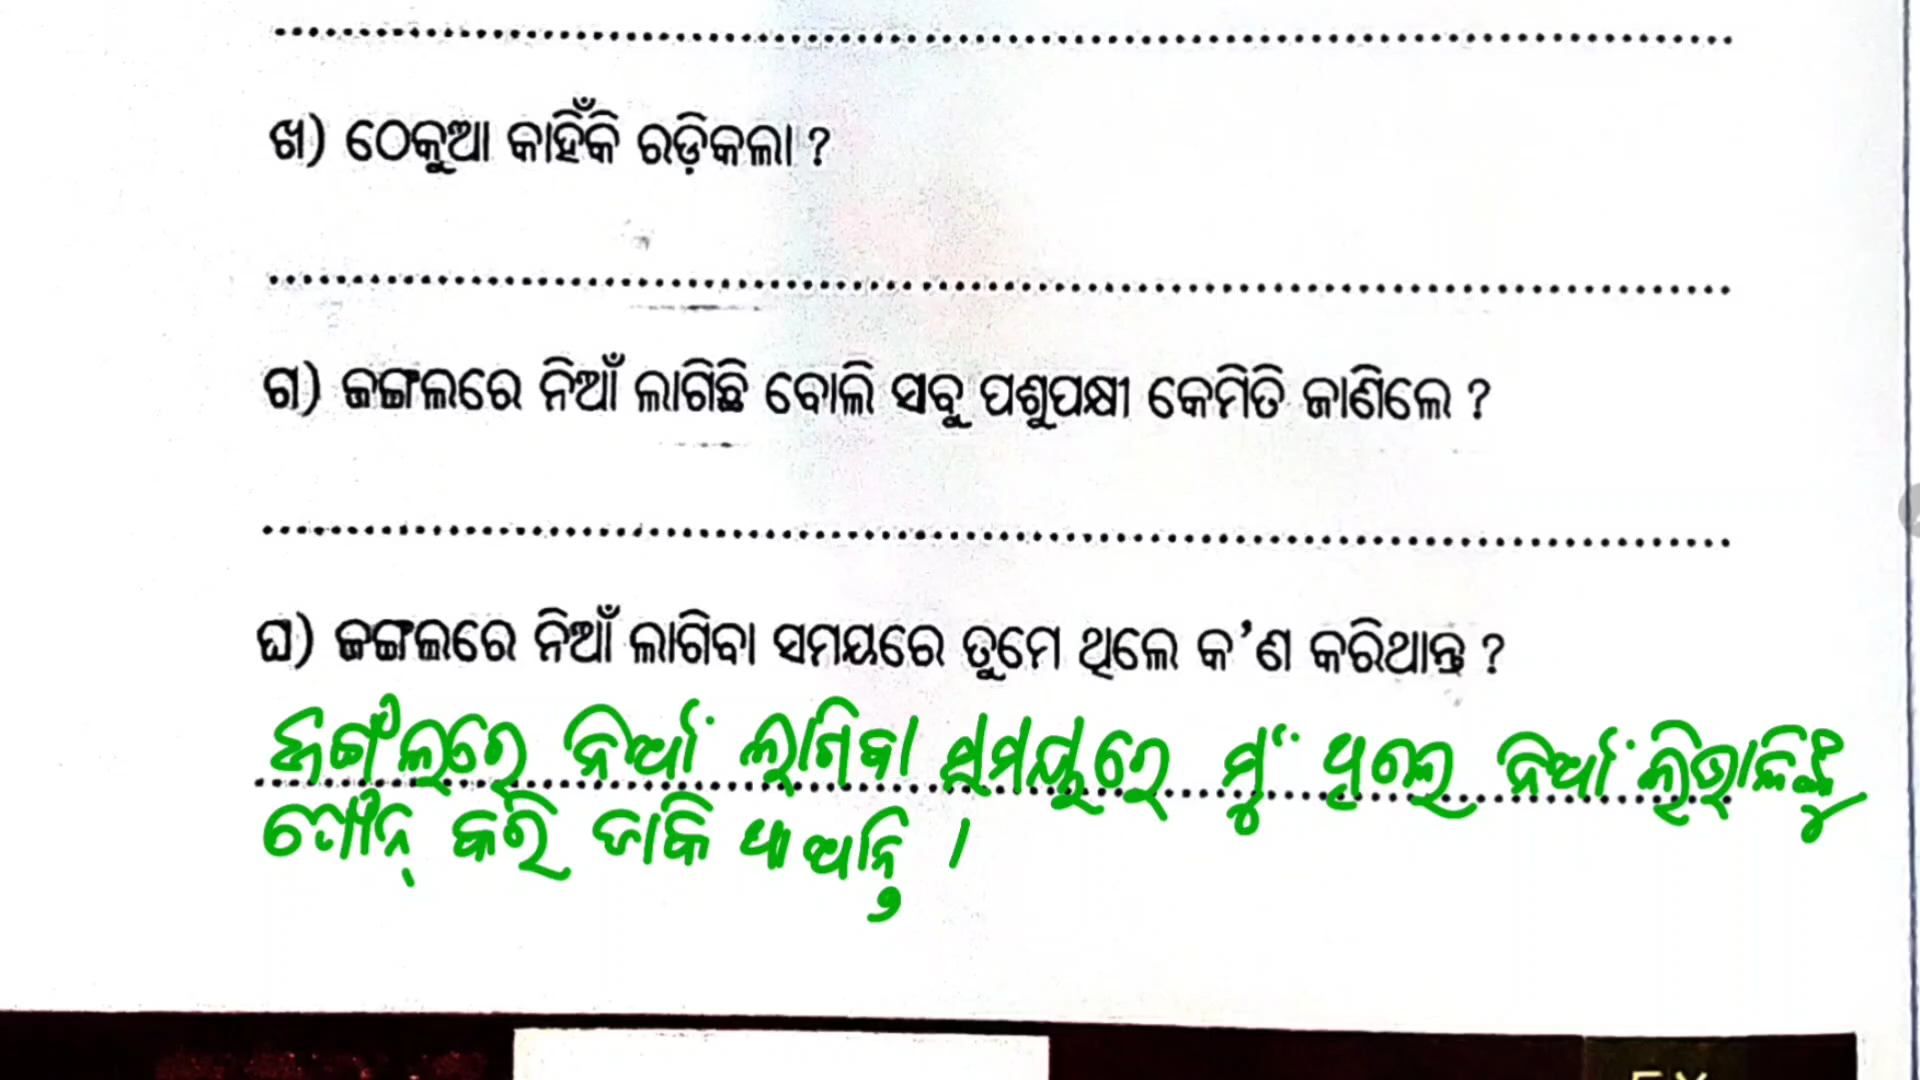 ଖ) ଠେକୁଆ କାହିଁକି ରଡ଼ିକଲା ?
ଗ) ଜଙ୍ଗଲରେ ନିଆଁ ଲାଗିଛି ବୋଲି ସବୁ ପଶୁପକ୍ଷୀ କେମିତି ଜାଣିଲେ ?
ଘ) ଜଙ୍ଗଲରେ ନିଆଁ ଲାଗିବା ସମୟରେ ତୁମେ ଥିଲେ କ’ଣ କରିଥାନ୍ତ ?
ଜଙ୍ଗଲରେ ନିଆଁ ଲାଗିବା ସମୟରେ ମୁଁ ଥିଲେ ନିଆଁ ଲିଭାଳିଙ୍କୁ
ଫୋନ୍ କରି ଡାକି ଥାଆନ୍ତି ।